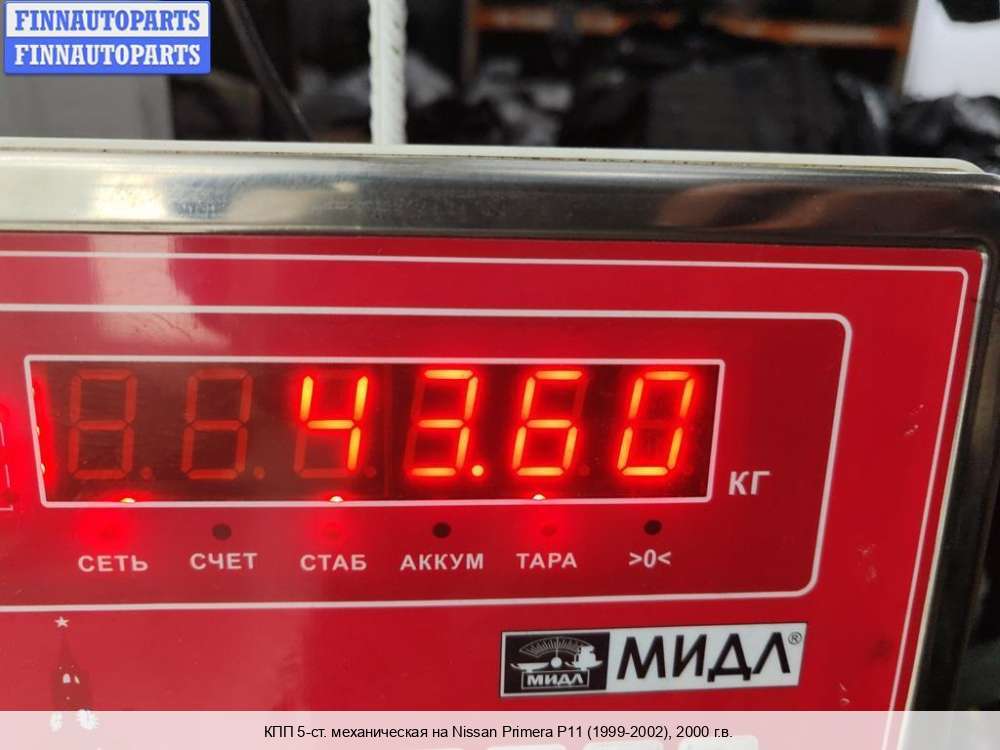 FINNAUTOPARTS
FINNAUTOPARTS
43.60 КГ
СЕТЬ СЧЕТ СТАБ АККУМ ТАРА >0<
МИДЛ МИДЛ®
КПП 5-ст. механическая на Nissan Primera P11 (1999-2002), 2000 г.в.